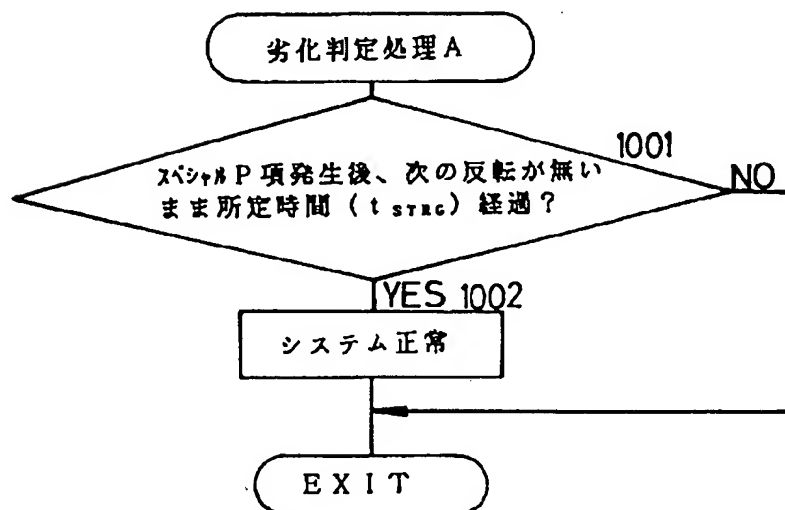 劣化判定処理A
1001
スペシャルP項発生後、次の反転が無い
まま所定時間(tSTRG)経過?
NO
YES 1002
システム正常
EXIT